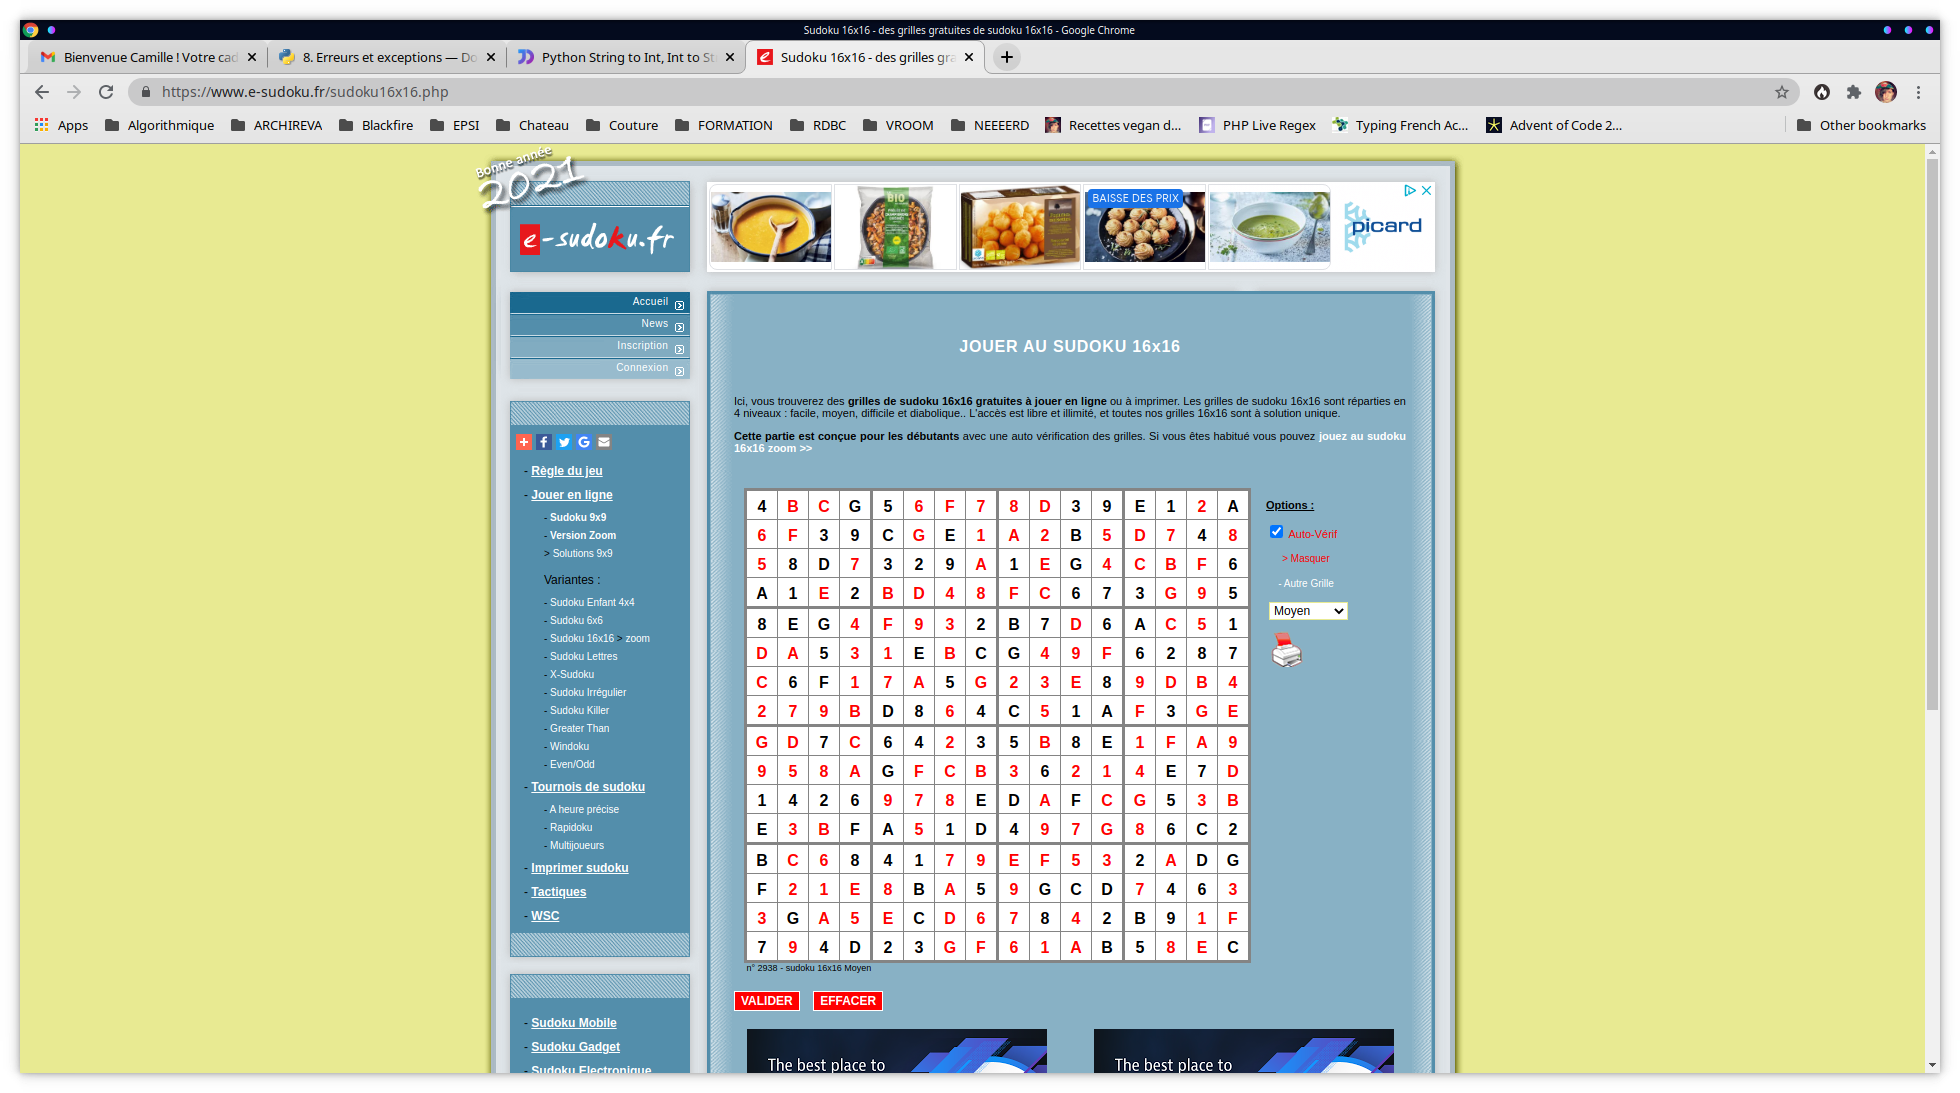 Sudoku 16x16 - des grilles gratuites de sudoku 16x16 - Google Chrome
Bienvenue Camille ! Votre cad
8. Erreurs et exceptions — Do
Python String to Int, Int to St
Sudoku 16x16 - des grilles gra
https://www.e-sudoku.fr/sudoku16x16.php
Apps Algorithmique ARCHIREVA Blackfire EPSI Chateau Couture FORMATION RDBC VROOM NEEEERD Recettes vegan d... PHP Live Regex Typing French Ac... Advent of Code 2... Other bookmarks
Bonne année
2021
e-sudoku.fr
BIO
BAISSE DES PRIX
picard
Accueil
News
Inscription
Connexion
- Règle du jeu
- Jouer en ligne
- Sudoku 9x9
- Version Zoom
> Solutions 9x9
Variantes :
- Sudoku Enfant 4x4
- Sudoku 6x6
- Sudoku 16x16 > zoom
- Sudoku Lettres
- X-Sudoku
- Sudoku Irrégulier
- Sudoku Killer
- Greater Than
- Windoku
- Even/Odd
- Tournois de sudoku
- A heure précise
- Rapidoku
- Multijoueurs
- Imprimer sudoku
- Tactiques
- WSC
- Sudoku Mobile
- Sudoku Gadget
- Sudoku Electronique
JOUER AU SUDOKU 16x16
Ici, vous trouverez des grilles de sudoku 16x16 gratuites à jouer en ligne ou à imprimer. Les grilles de sudoku 16x16 sont réparties en
4 niveaux : facile, moyen, difficile et diabolique.. L'accès est libre et illimité, et toutes nos grilles 16x16 sont à solution unique.
Cette partie est conçue pour les débutants avec une auto vérification des grilles. Si vous êtes habitué vous pouvez jouez au sudoku
16x16 zoom >>
4 B C G 5 6 F 7 8 D 3 9 E 1 2 A
6 F 3 9 C G E 1 A 2 B 5 D 7 4 8
5 8 D 7 3 2 9 A 1 E G 4 C B F 6
A 1 E 2 B D 4 8 F C 6 7 3 G 9 5
8 E G 4 F 9 3 2 B 7 D 6 A C 5 1
D A 5 3 1 E B C G 4 9 F 6 2 8 7
C 6 F 1 7 A 5 G 2 3 E 8 9 D B 4
2 7 9 B D 8 6 4 C 5 1 A F 3 G E
G D 7 C 6 4 2 3 5 B 8 E 1 F A 9
9 5 8 A G F C B 3 6 2 1 4 E 7 D
1 4 2 6 9 7 8 E D A F C G 5 3 B
E 3 B F A 5 1 D 4 9 7 G 8 6 C 2
B C 6 8 4 1 7 9 E F 5 3 2 A D G
F 2 1 E 8 B A 5 9 G C D 7 4 6 3
3 G A 5 E C D 6 7 8 4 2 B 9 1 F
7 9 4 D 2 3 G F 6 1 A B 5 8 E C
n° 2938 - sudoku 16x16 Moyen
Options :
Auto-Vérif
> Masquer
- Autre Grille
Moyen
VALIDER EFFACER
The best place to
The best place to